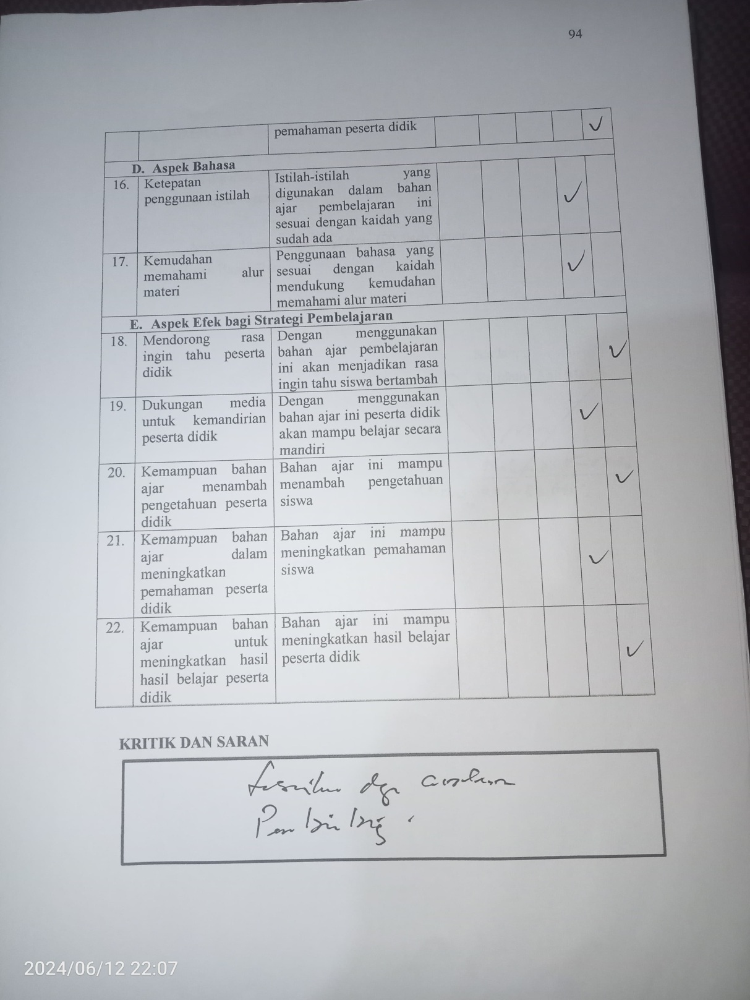 94
pemahaman peserta didik
D. Aspek Bahasa
16. Ketepatan
penggunaan istilah
Istilah-istilah yang
digunakan dalam bahan
ajar pembelajaran ini
sesuai dengan kaidah yang
sudah ada
17. Kemudahan
memahami alur
materi
Penggunaan bahasa yang
sesuai dengan kaidah
mendukung kemudahan
memahami alur materi
E. Aspek Efek bagi Strategi Pembelajaran
18. Mendorong rasa
ingin tahu peserta
didik
Dengan menggunakan
bahan ajar pembelajaran
ini akan menjadikan rasa
ingin tahu siswa bertambah
19. Dukungan media
untuk kemandirian
peserta didik
Dengan menggunakan
bahan ajar ini peserta didik
akan mampu belajar secara
mandiri
20. Kemampuan bahan
ajar menambah
pengetahuan peserta
didik
Bahan ajar ini mampu
menambah pengetahuan
siswa
21. Kemampuan bahan
ajar dalam
meningkatkan
pemahaman peserta
didik
Bahan ajar ini mampu
meningkatkan pemahaman
siswa
22. Kemampuan bahan
ajar untuk
meningkatkan hasil
hasil belajar peserta
didik
Bahan ajar ini mampu
meningkatkan hasil belajar
peserta didik
KRITIK DAN SARAN
2024/06/12 22:07